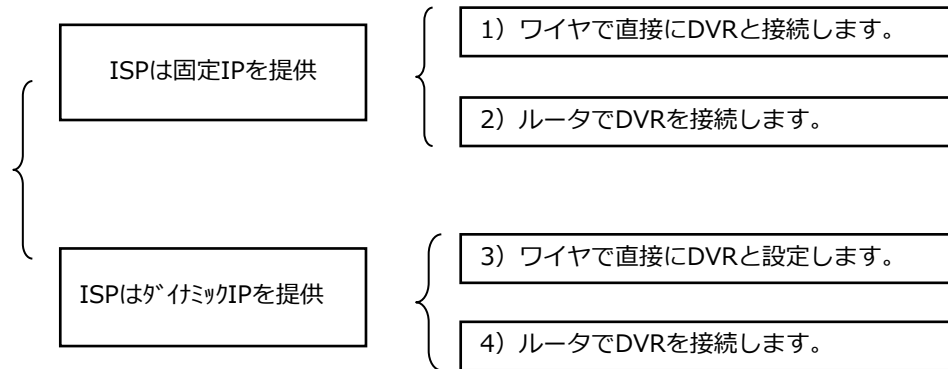 ISPは固定IPを提供
1）ワイヤで直接にDVRと接続します。
2）ルータでDVRを接続します。
ISPはﾀﾞｲﾅﾐｯｸIPを提供
3）ワイヤで直接にDVRと設定します。
4）ルータでDVRを接続します。